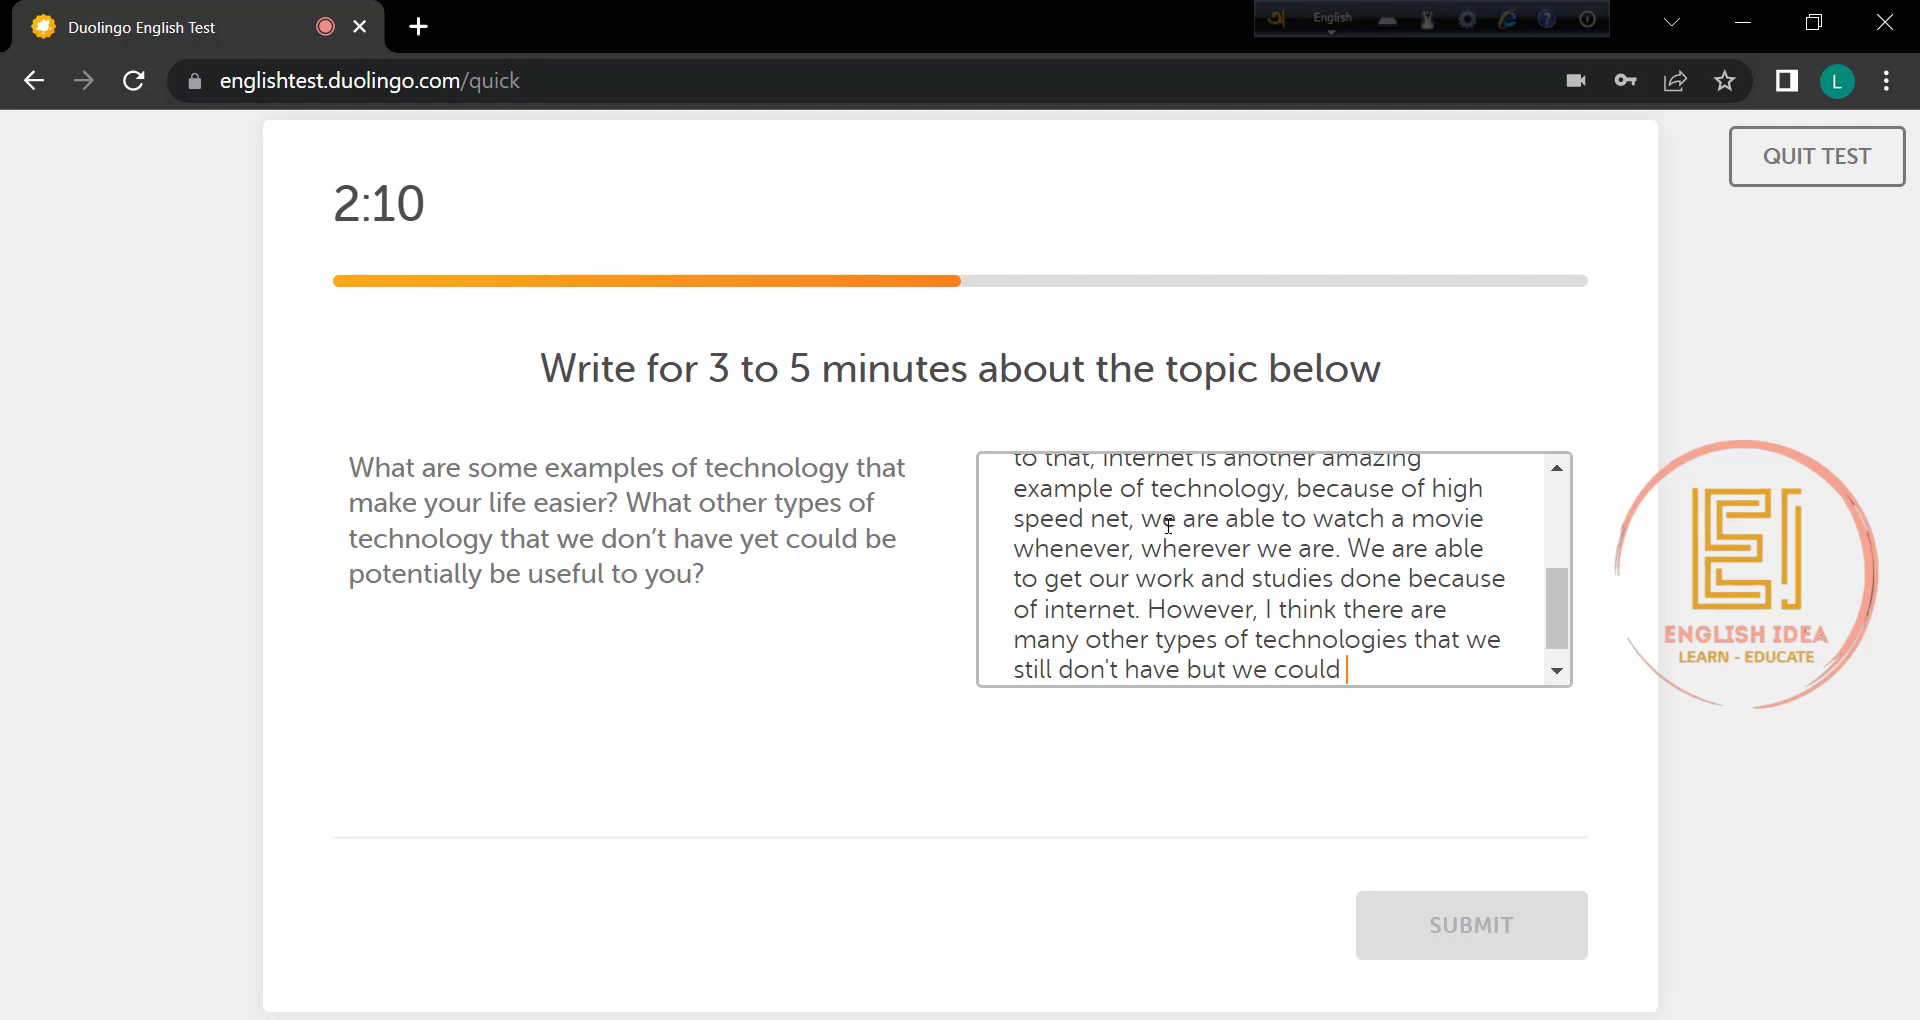 Duolingo English Test
English
englishtest.duolingo.com/quick
L
QUIT TEST
2:10
Write for 3 to 5 minutes about the topic below
What are some examples of technology that
make your life easier? What other types of
technology that we don’t have yet could be
potentially be useful to you?
to that, Internet is another amazing
example of technology, because of high
speed net, we are able to watch a movie
whenever, wherever we are. We are able
to get our work and studies done because
of internet. However, I think there are
many other types of technologies that we
still don't have but we could
ENGLISH IDEA
LEARN - EDUCATE
SUBMIT